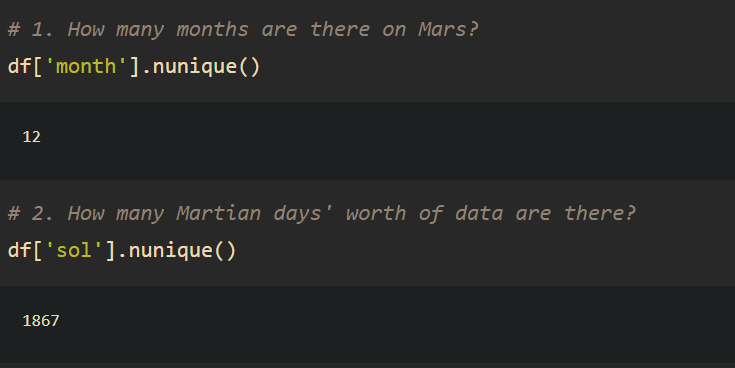 # 1. How many months are there on Mars?
df['month'].nunique()
12
# 2. How many Martian days' worth of data are there?
df['sol'].nunique()
1867